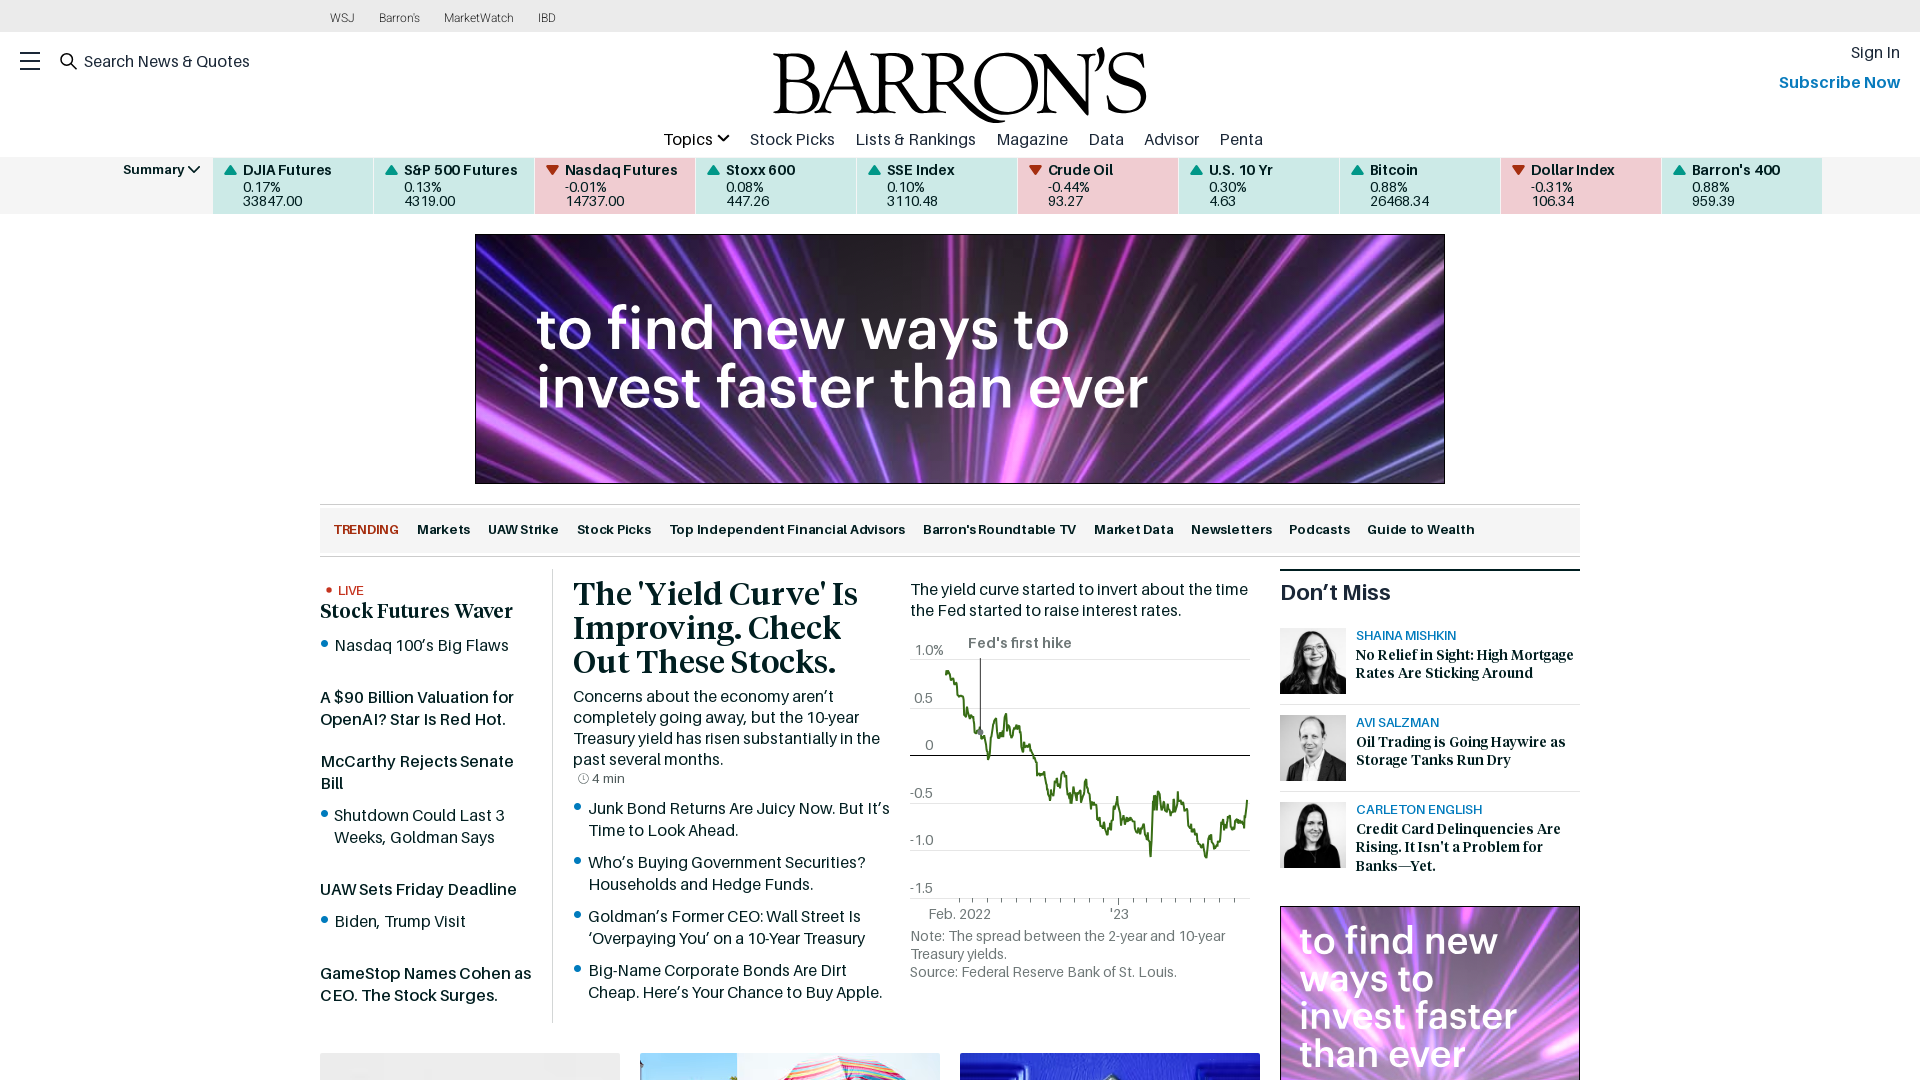 WSJ Barron's MarketWatch IBD
Search News & Quotes
BARRON'S
Sign In
Subscribe Now
Topics Stock Picks Lists & Rankings Magazine Data Advisor Penta
Summary
DJIA Futures
0.17%
33847.00
S&P 500 Futures
0.13%
4319.00
Nasdaq Futures
-0.01%
14737.00
Stoxx 600
0.08%
447.26
SSE Index
0.10%
3110.48
Crude Oil
-0.44%
93.27
U.S. 10 Yr
0.30%
4.63
Bitcoin
0.88%
26468.34
Dollar Index
-0.31%
106.34
Barron's 400
0.88%
959.39
to find new ways to
invest faster than ever
TRENDING Markets UAW Strike Stock Picks Top Independent Financial Advisors Barron's Roundtable TV Market Data Newsletters Podcasts Guide to Wealth
• LIVE
Stock Futures Waver
• Nasdaq 100’s Big Flaws
A $90 Billion Valuation for
OpenAI? Star Is Red Hot.
McCarthy Rejects Senate
Bill
• Shutdown Could Last 3
Weeks, Goldman Says
UAW Sets Friday Deadline
• Biden, Trump Visit
GameStop Names Cohen as
CEO. The Stock Surges.
The 'Yield Curve' Is
Improving. Check
Out These Stocks.
Concerns about the economy aren’t
completely going away, but the 10-year
Treasury yield has risen substantially in the
past several months.
4 min
• Junk Bond Returns Are Juicy Now. But It’s
Time to Look Ahead.
• Who’s Buying Government Securities?
Households and Hedge Funds.
• Goldman’s Former CEO: Wall Street Is
‘Overpaying You’ on a 10-Year Treasury
• Big-Name Corporate Bonds Are Dirt
Cheap. Here’s Your Chance to Buy Apple.
The yield curve started to invert about the time
the Fed started to raise interest rates.
Fed's first hike
1.0%
0.5
0
-0.5
-1.0
-1.5
Feb. 2022 '23
Note: The spread between the 2-year and 10-year
Treasury yields.
Source: Federal Reserve Bank of St. Louis.
Don’t Miss
SHAINA MISHKIN
No Relief in Sight: High Mortgage
Rates Are Sticking Around
AVI SALZMAN
Oil Trading is Going Haywire as
Storage Tanks Run Dry
CARLETON ENGLISH
Credit Card Delinquencies Are
Rising. It Isn't a Problem for
Banks—Yet.
to find new
ways to
invest faster
than ever